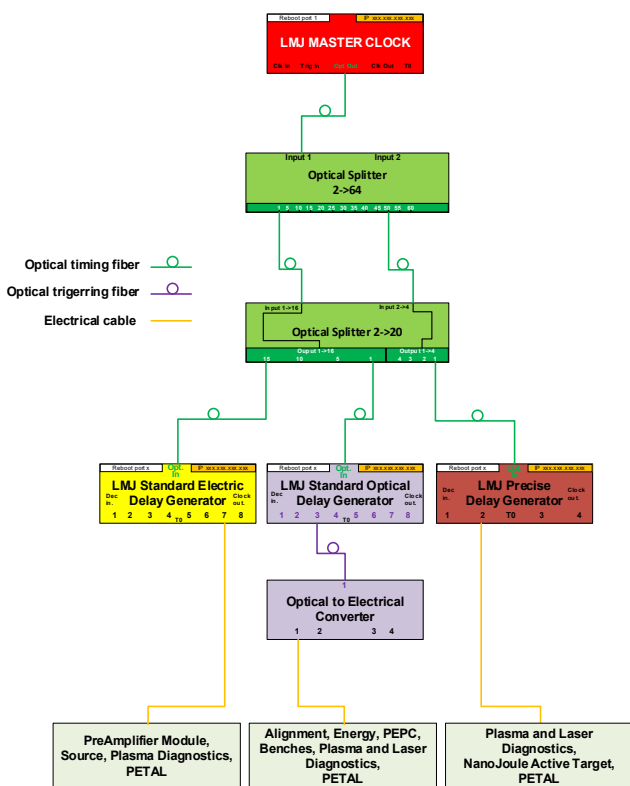 Reboot port 1 IP xxx.xxx.xxx.xxx
LMJ MASTER CLOCK
Clk In Trig In Opt. Out Clk Out T0
Input 1 Input 2
Optical Splitter
2->64
1 5 10 15 20 25 30 35 40 45 50 55 60
Optical timing fiber
Optical trigerring fiber
Electrical cable
Input 1->16 Input 2->4
Optical Splitter 2->20
Ouput 1->16 Output 1->4
15 10 5 1 4 3 2 1
Reboot port x Opt. In IP xxx.xxx.xxx.xxx
LMJ Standard Electric
Delay Generator
Dec in. Clock out.
1 2 3 4 T0 5 6 7 8
Reboot port x Opt. In IP xxx.xxx.xxx.xxx
LMJ Standard Optical
Delay Generator
Dec in. Clock out.
1 2 3 4 T0 5 6 7 8
Reboot port x IP xxx.xxx.xxx.xxx
LMJ Precise
Delay Generator
Dec in. Clock out.
1 2 T0 3 4
1
Optical to Electrical
Converter
1 2 3 4
PreAmplifier Module,
Source, Plasma Diagnostics,
PETAL
Alignment, Energy, PEPC,
Benches, Plasma and Laser
Diagnostics,
PETAL
Plasma and Laser
Diagnostics,
NanoJoule Active Target,
PETAL